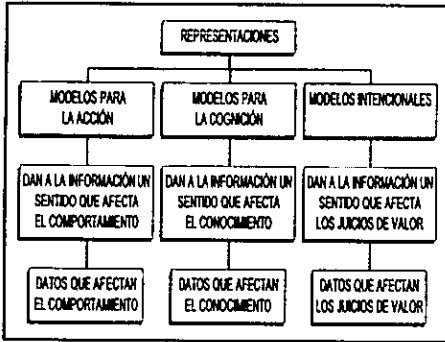 REPRESENTACIONES
MODELOS PARA
LA ACCIÓN
MODELOS PARA
LA COGNICIÓN
MODELOS INTENCIONALES
DAN A LA INFORMACIÓN UN
SENTIDO QUE AFECTA
EL COMPORTAMIENTO
DAN A LA INFORMACIÓN UN
SENTIDO QUE AFECTA
EL CONOCIMIENTO
DAN A LA INFORMACIÓN UN
SENTIDO QUE AFECTA
LOS JUICIOS DE VALOR
DATOS QUE AFECTAN
EL COMPORTAMIENTO
DATOS QUE AFECTAN
EL CONOCIMIENTO
DATOS QUE AFECTAN
LOS JUICIOS DE VALOR